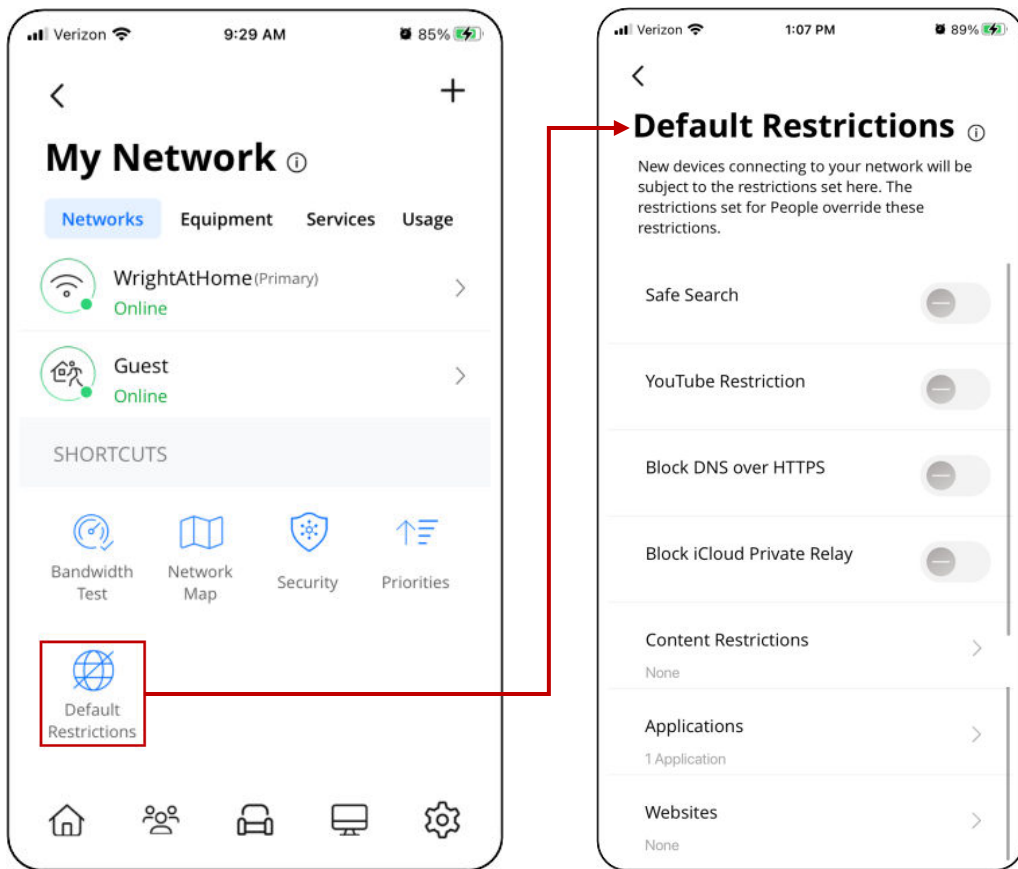 Verizon 9:29 AM 85%
My Network
Networks Equipment Services Usage
WrightAtHome (Primary)
Online
Guest
Online
SHORTCUTS
Bandwidth
Test
Network
Map
Security
Priorities
Default
Restrictions
Verizon 1:07 PM 89%
Default Restrictions
New devices connecting to your network will be
subject to the restrictions set here. The
restrictions set for People override these
restrictions.
Safe Search
YouTube Restriction
Block DNS over HTTPS
Block iCloud Private Relay
Content Restrictions
None
Applications
1 Application
Websites
None